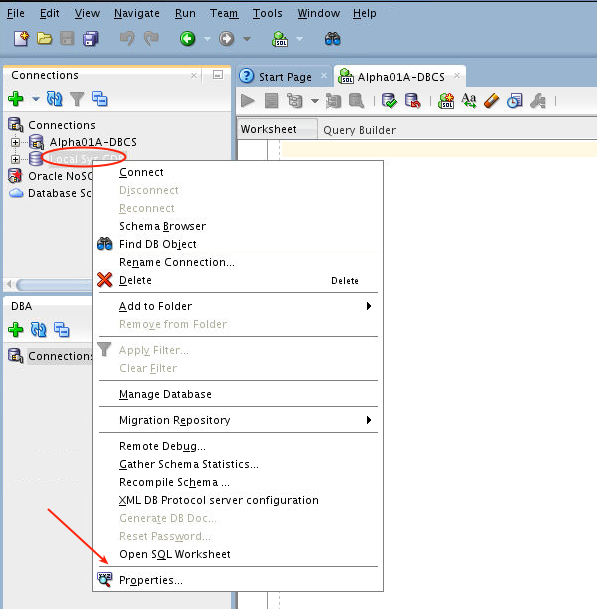 File Edit View Navigate Run Team Tools Window Help
Connections
Start Page
Alpha01A-DBCS
Worksheet
Query Builder
Connections
Alpha01A-DBCS
Local Sys
Oracle NoSQ
Database Sc
Connect
Disconnect
Reconnect
Schema Browser
Find DB Object
Rename Connection...
Delete Delete
Add to Folder
Remove from Folder
Apply Filter...
Clear Filter
Manage Database
Migration Repository
Remote Debug...
Gather Schema Statistics...
Recompile Schema ...
XML DB Protocol server configuration
Generate DB Doc...
Reset Password...
Open SQL Worksheet
Properties...
DBA
Connections